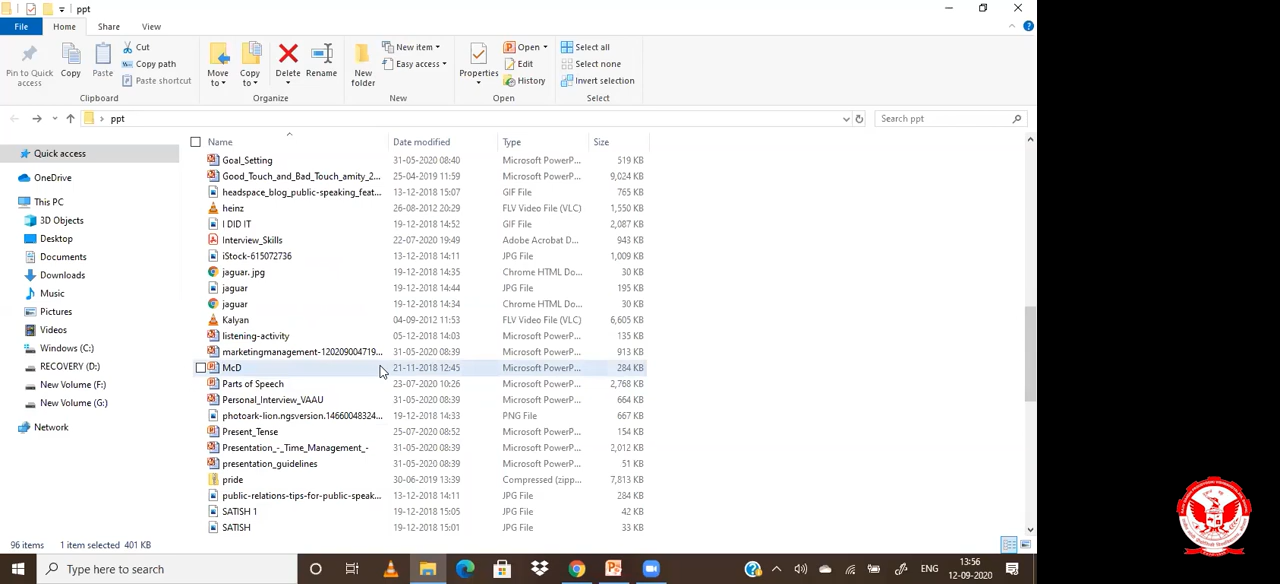 ppt
File Home Share View
Pin to Quick access
Copy
Paste
Cut
Copy path
Paste shortcut
Clipboard
Move to
Copy to
Delete
Rename
Organize
New folder
New item
Easy access
New
Properties
Open
Edit
History
Open
Select all
Select none
Invert selection
Select
ppt
Search ppt
Quick access
OneDrive
This PC
3D Objects
Desktop
Documents
Downloads
Music
Pictures
Videos
Windows (C:)
RECOVERY (D:)
New Volume (F:)
New Volume (G:)
Network
Name Date modified Type Size
Goal_Setting 31-05-2020 08:40 Microsoft PowerP... 519 KB
Good_Touch_and_Bad_Touch_amity_2... 25-04-2019 11:59 Microsoft PowerP... 9,024 KB
headspace_blog_public-speaking_feat... 13-12-2018 15:07 GIF File 765 KB
heinz 26-08-2012 20:29 FLV Video File (VLC) 1,550 KB
I DID IT 19-12-2018 14:52 GIF File 2,087 KB
Interview_Skills 22-07-2020 19:49 Adobe Acrobat D... 943 KB
iStock-615072736 13-12-2018 14:11 JPG File 1,009 KB
jaguar. jpg 19-12-2018 14:35 Chrome HTML Do... 30 KB
jaguar 19-12-2018 14:44 JPG File 195 KB
jaguar 19-12-2018 14:34 Chrome HTML Do... 30 KB
Kalyan 04-09-2012 11:53 FLV Video File (VLC) 6,605 KB
listening-activity 05-12-2018 14:03 Microsoft PowerP... 135 KB
marketingmanagement-120209004719... 31-05-2020 08:39 Microsoft PowerP... 913 KB
McD 21-11-2018 12:45 Microsoft PowerP... 284 KB
Parts of Speech 23-07-2020 10:26 Microsoft PowerP... 2,768 KB
Personal_Interview_VAAU 31-05-2020 08:39 Microsoft PowerP... 664 KB
photoark-lion.ngsversion.14660048324... 19-12-2018 14:33 PNG File 667 KB
Present_Tense 25-07-2020 08:52 Microsoft PowerP... 154 KB
Presentation_-_Time_Management_- 31-05-2020 08:39 Microsoft PowerP... 2,012 KB
presentation_guidelines 31-05-2020 08:39 Microsoft PowerP... 51 KB
pride 30-06-2019 13:39 Compressed (zipp... 7,813 KB
public-relations-tips-for-public-speak... 13-12-2018 14:11 JPG File 284 KB
SATISH 1 19-12-2018 15:05 JPG File 42 KB
SATISH 19-12-2018 15:01 JPG File 33 KB
96 items 1 item selected 401 KB
Type here to search
ENG
13:56
12-09-2020